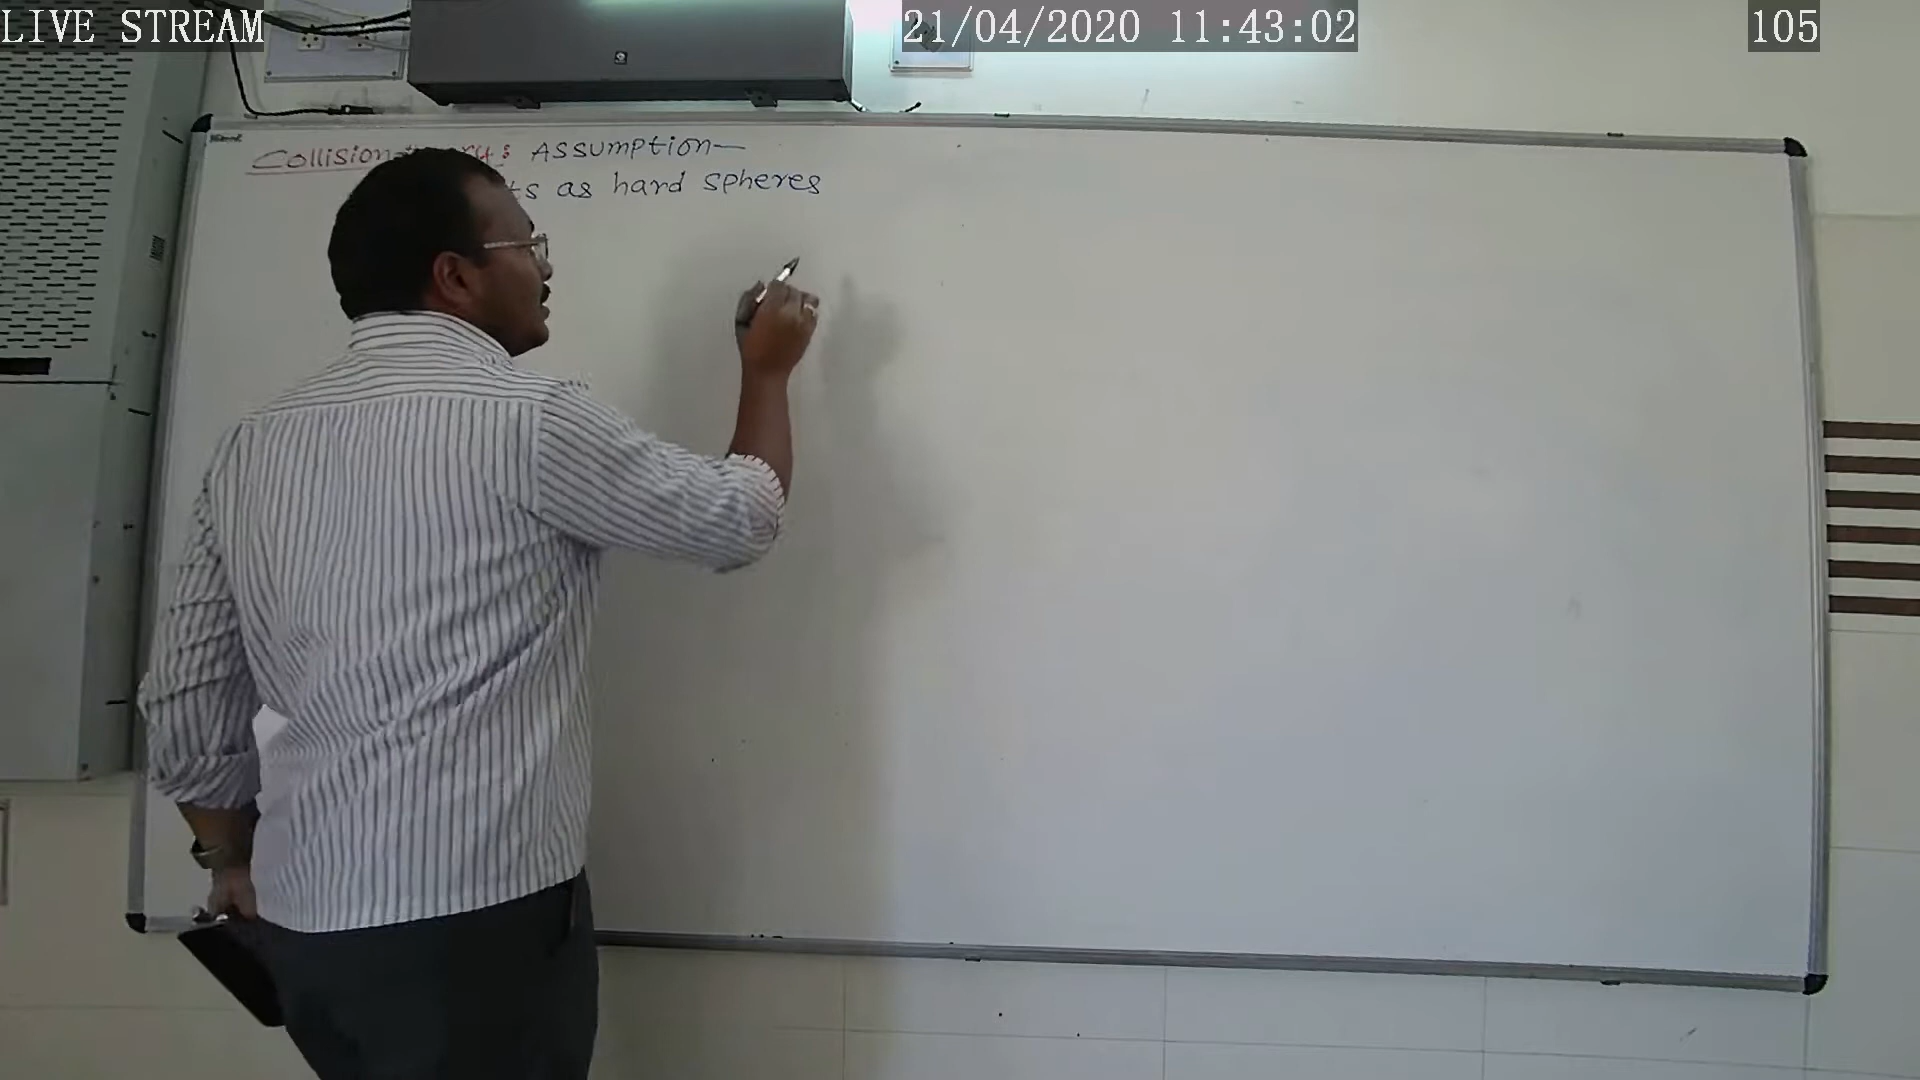 LIVE STREAM 21/04/2020 11:43:02 105
Collision : Assumption—
as hard spheres